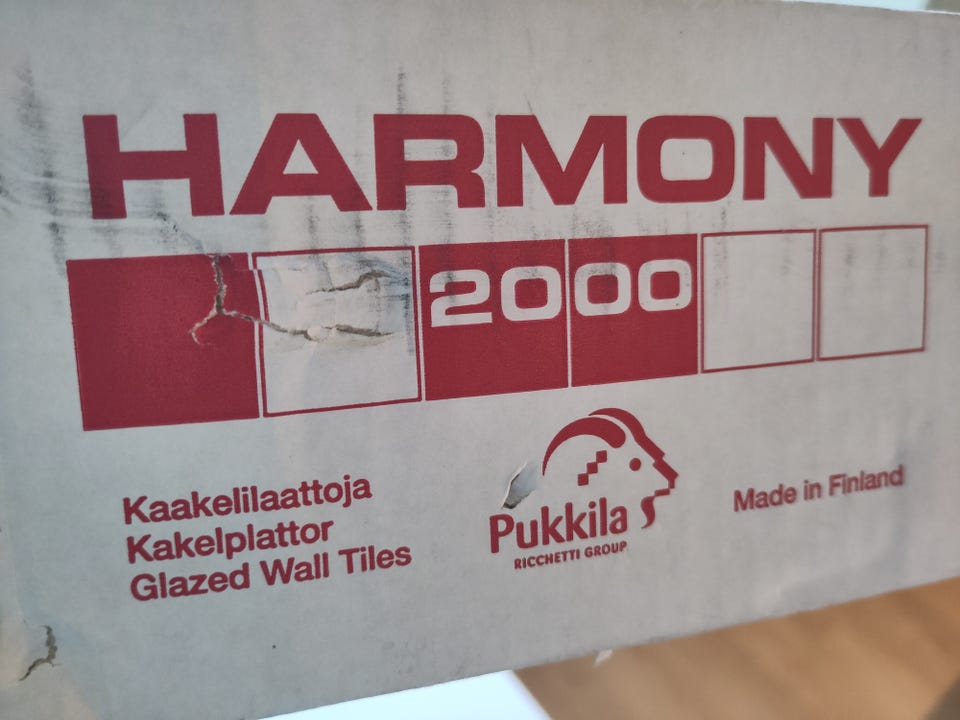 HARMONY
2000
Kaakelilaattoja
Kakelplattor
Glazed Wall Tiles
Pukkila
RICCHETTI GROUP
Made in Finland